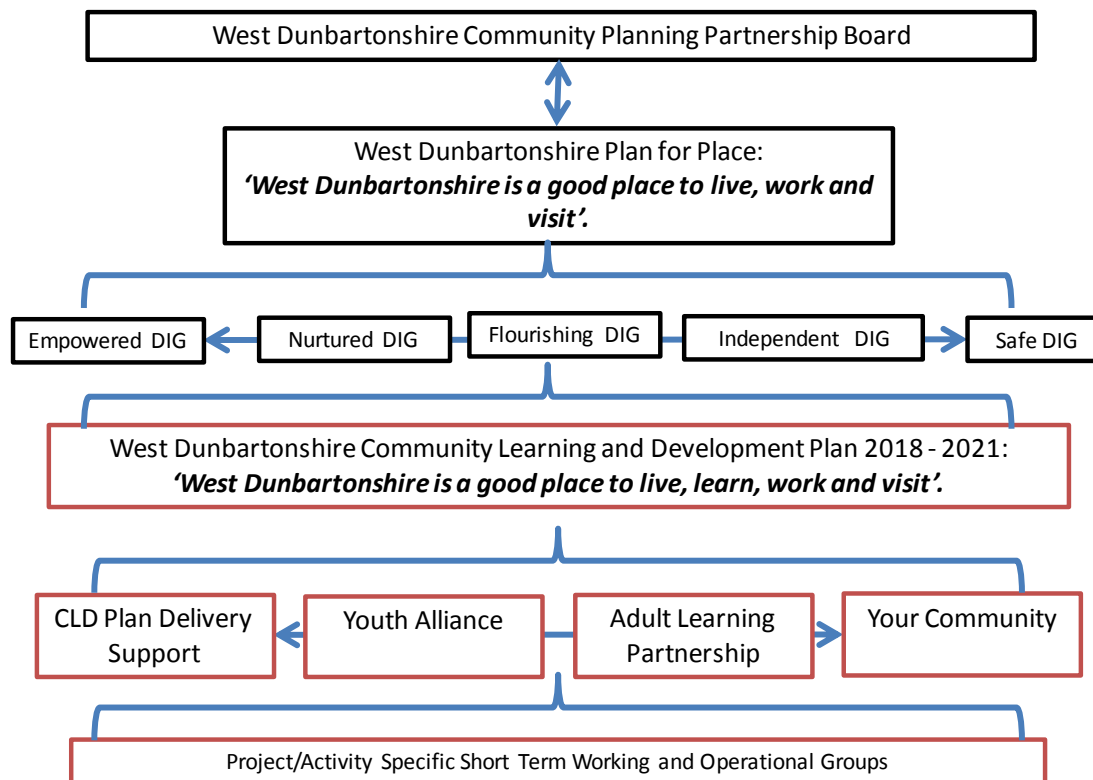 West Dunbartonshire Community Planning Partnership Board
West Dunbartonshire Plan for Place:
‘West Dunbartonshire is a good place to live, work and
visit’.
Empowered DIG
Nurtured DIG
Flourishing DIG
Independent DIG
Safe DIG
West Dunbartonshire Community Learning and Development Plan 2018 - 2021:
‘West Dunbartonshire is a good place to live, learn, work and visit’.
CLD Plan Delivery
Support
Youth Alliance
Adult Learning
Partnership
Your Community
Project/Activity Specific Short Term Working and Operational Groups